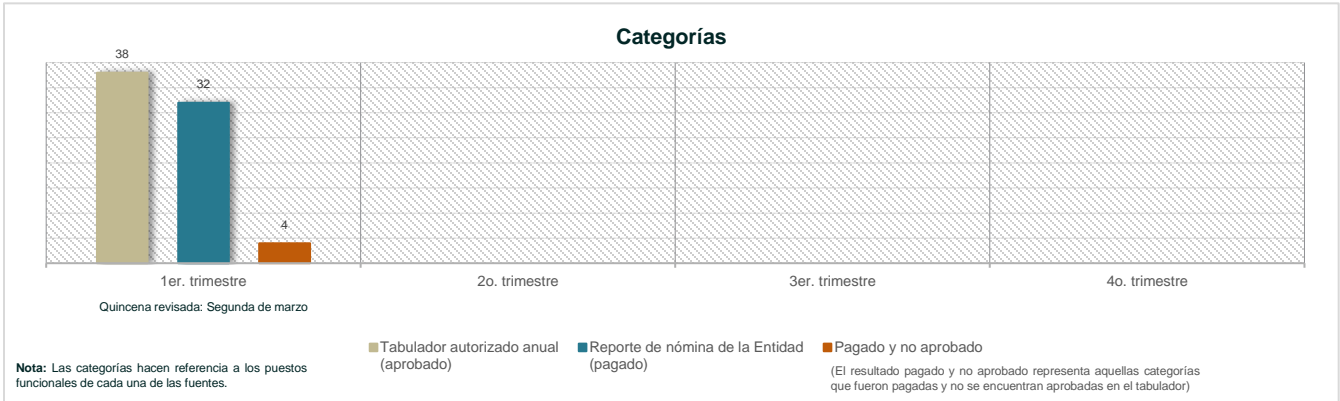 Categorías
38
32
4
1er. trimestre
2o. trimestre
3er. trimestre
4o. trimestre
Quincena revisada: Segunda de marzo
Tabulador autorizado anual
(aprobado)
Reporte de nómina de la Entidad
(pagado)
Pagado y no aprobado
(El resultado pagado y no aprobado representa aquellas categorías
que fueron pagadas y no se encuentran aprobadas en el tabulador)
Nota: Las categorías hacen referencia a los puestos
funcionales de cada una de las fuentes.